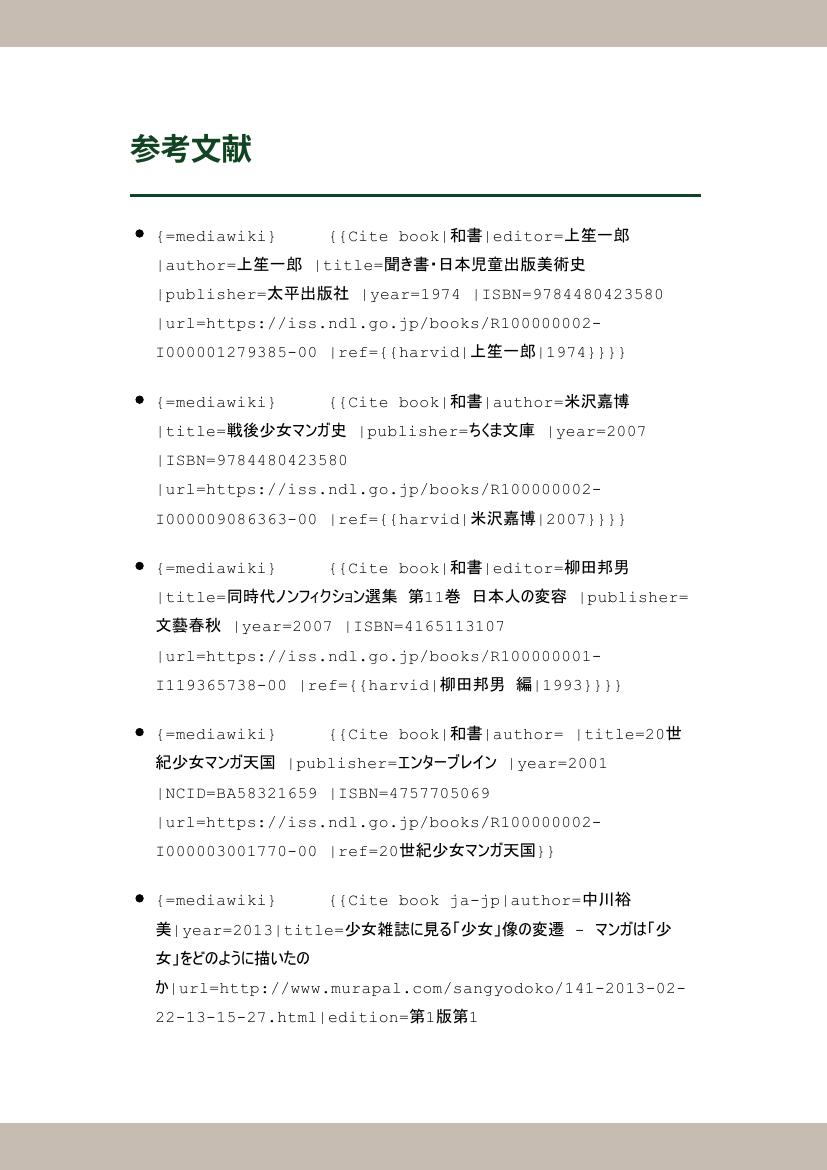 参考文献
{=mediawiki} {{Cite book|和書|editor=上笙一郎
|author=上笙一郎 |title=聞き書・日本児童出版美術史
|publisher=太平出版社 |year=1974 |ISBN=9784480423580
|url=https://iss.ndl.go.jp/books/R100000002-
I000001279385-00 |ref={{harvid|上笙一郎|1974}}}}
{=mediawiki} {{Cite book|和書|author=米沢嘉博
|title=戦後少女マンガ史 |publisher=ちくま文庫 |year=2007
|ISBN=9784480423580
|url=https://iss.ndl.go.jp/books/R100000002-
I000009086363-00 |ref={{harvid|米沢嘉博|2007}}}}
{=mediawiki} {{Cite book|和書|editor=柳田邦男
|title=同時代ノンフィクション選集 第11巻 日本人の変容 |publisher=
文藝春秋 |year=2007 |ISBN=4165113107
|url=https://iss.ndl.go.jp/books/R100000001-
I119365738-00 |ref={{harvid|柳田邦男 編|1993}}}}
{=mediawiki} {{Cite book|和書|author= |title=20世
紀少女マンガ天国 |publisher=エンターブレイン |year=2001
|NCID=BA58321659 |ISBN=4757705069
|url=https://iss.ndl.go.jp/books/R100000002-
I000003001770-00 |ref=20世紀少女マンガ天国}}
{=mediawiki} {{Cite book ja-jp|author=中川裕
美|year=2013|title=少女雑誌に見る「少女」像の変遷 - マンガは「少
女」をどのように描いたの
か|url=http://www.murapal.com/sangyodoko/141-2013-02-
22-13-15-27.html|edition=第1版第1